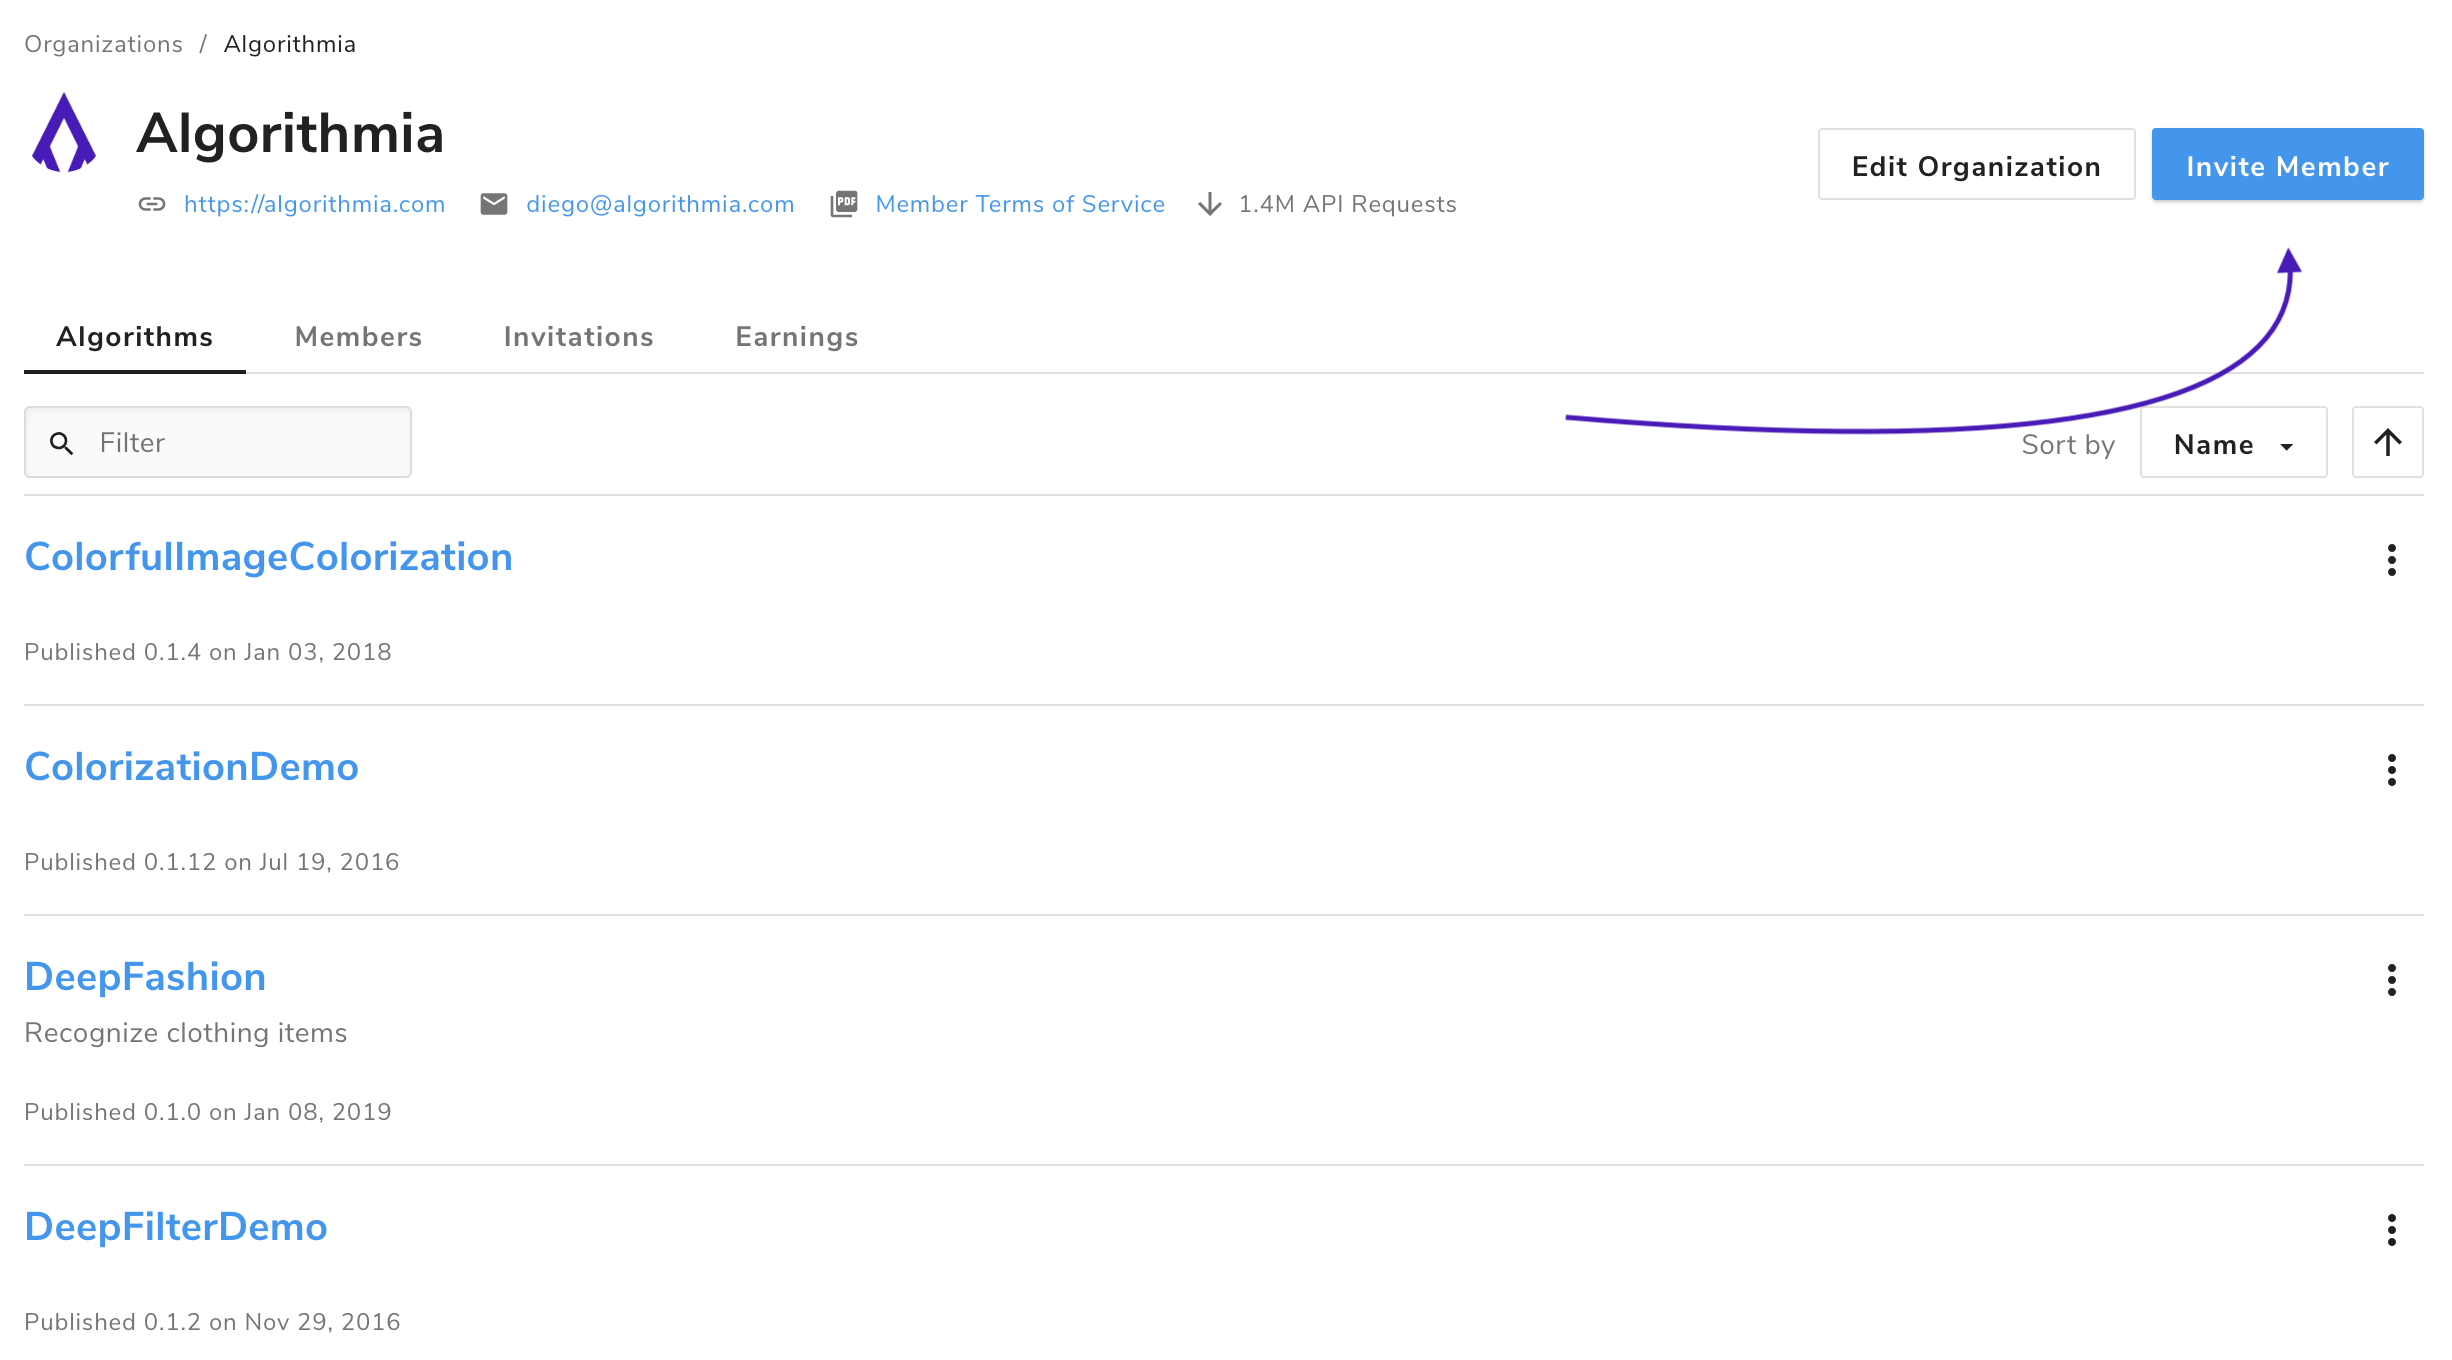 Organizations / Algorithmia
Algorithmia
Edit Organization
Invite Member
https://algorithmia.com diego@algorithmia.com PDF Member Terms of Service 1.4M API Requests
Algorithms Members Invitations Earnings
Filter
Sort by Name
ColorfulImageColorization
Published 0.1.4 on Jan 03, 2018
ColorizationDemo
Published 0.1.12 on Jul 19, 2016
DeepFashion
Recognize clothing items
Published 0.1.0 on Jan 08, 2019
DeepFilterDemo
Published 0.1.2 on Nov 29, 2016